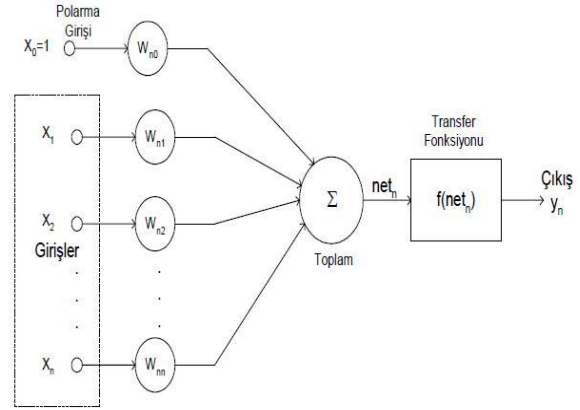 Polarma
Girişi
X0=1
Wn0
X1
Wn1
Transfer
Fonksiyonu
X2
Wn2
Σ
netn
f(netn)
Çıkış
yn
Girişler
Toplam
.
.
.
.
.
.
Xn
Wnn